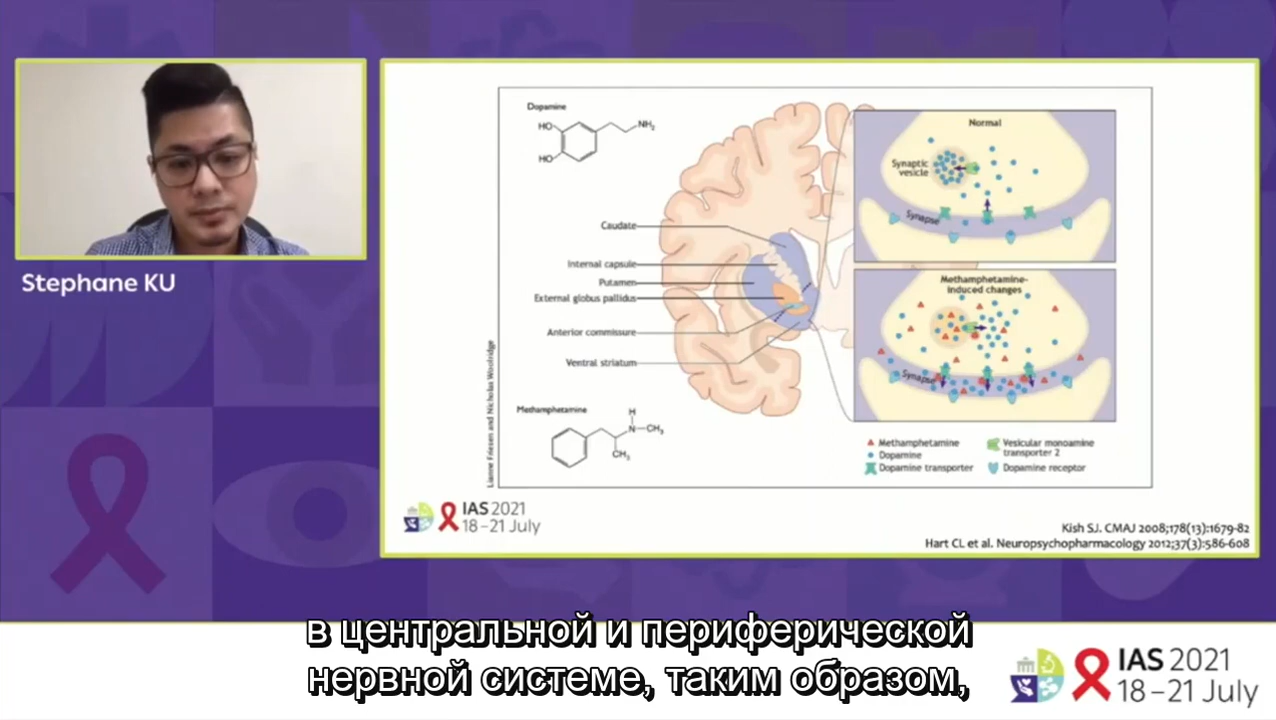 Stephane KU
Dopamine
HO
NH₂
HO
Caudate
Internal capsule
Putamen
External globus pallidus
Anterior commissure
Ventral striatum
Lianne Friesen and Nicholas Woolridge
Methamphetamine
H
N
CH₃
CH₃
Normal
Synaptic
vesicle
Synapse
Methamphetamine-
induced changes
Synapse
Methamphetamine
Dopamine
Dopamine transporter
Vesicular monoamine
transporter 2
Dopamine receptor
IAS 2021
18–21 July
Kish SJ. CMAJ 2008;178(13):1679-82
Hart CL et al. Neuropsychopharmacology 2012;37(3):586-608
в центральной и периферической
нервной системе, таким образом,
IAS 2021
18–21 July